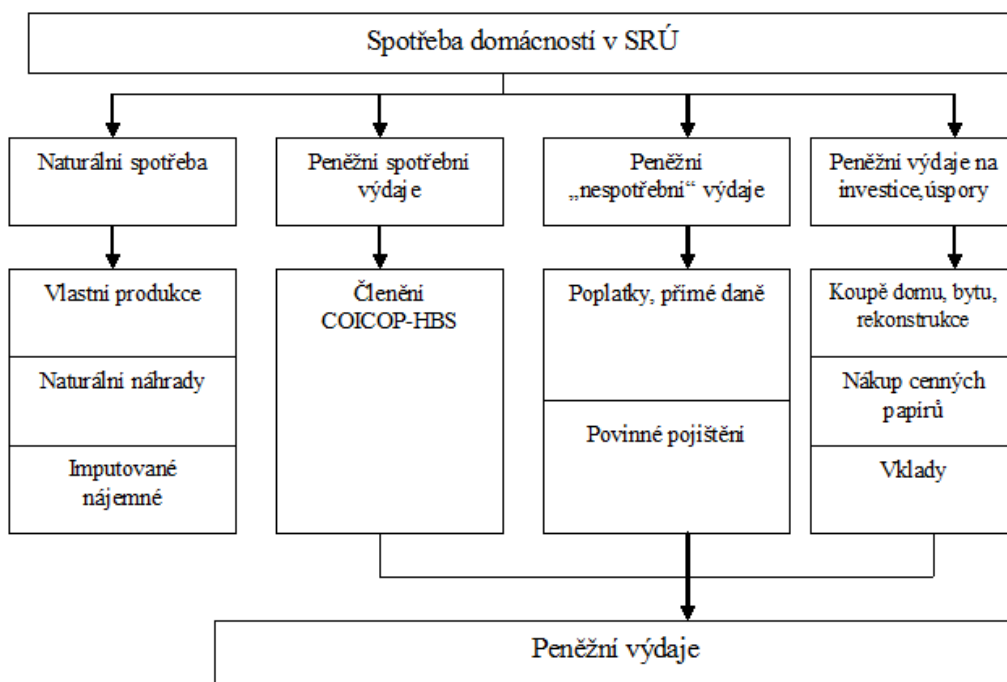 Spotřeba domácností v SRÚ
Naturální spotřeba
Peněžní spotřební
výdaje
Peněžní
„nespotřební“ výdaje
Peněžní výdaje na
investice,úspory
Vlastní produkce
Naturální náhrady
Imputované
nájemné
Členění
COICOP-HBS
Poplatky, přímé daně
Povinné pojištění
Koupě domu, bytu,
rekonstrukce
Nákup cenných
papírů
Vklady
Peněžní výdaje